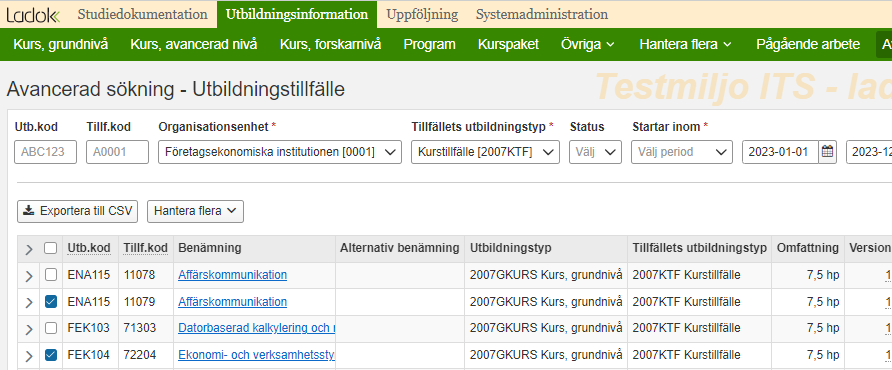 Ladok Studiedokumentation Utbildningsinformation Uppföljning Systemadministration
Kurs, grundnivå Kurs, avancerad nivå Kurs, forskarnivå Program Kurspaket Övriga Hantera flera Pågående arbete
Avancerad sökning - Utbildningstillfälle Testmiljo ITS - lad
Utb.kod Tillf.kod Organisationsenhet * Tillfällets utbildningstyp * Status Startar inom *
ABC123 A0001 Företagsekonomiska institutionen [0001] Kurstillfälle [2007KTF] Välj Välj period 2023-01-01 2023-12
Exportera till CSV Hantera flera
Utb.kod Tillf.kod Benämning Alternativ benämning Utbildningstyp Tillfällets utbildningstyp Omfattning Version
ENA115 11078 Affärskommunikation 2007GKURS Kurs, grundnivå 2007KTF Kurstillfälle 7,5 hp 1
ENA115 11079 Affärskommunikation 2007GKURS Kurs, grundnivå 2007KTF Kurstillfälle 7,5 hp 1
FEK103 71303 Datorbaserad kalkylering och 2007GKURS Kurs, grundnivå 2007KTF Kurstillfälle 7,5 hp 1
FEK104 72204 Ekonomi- och verksamhetssty 2007GKURS Kurs, grundnivå 2007KTF Kurstillfälle 7,5 hp 1